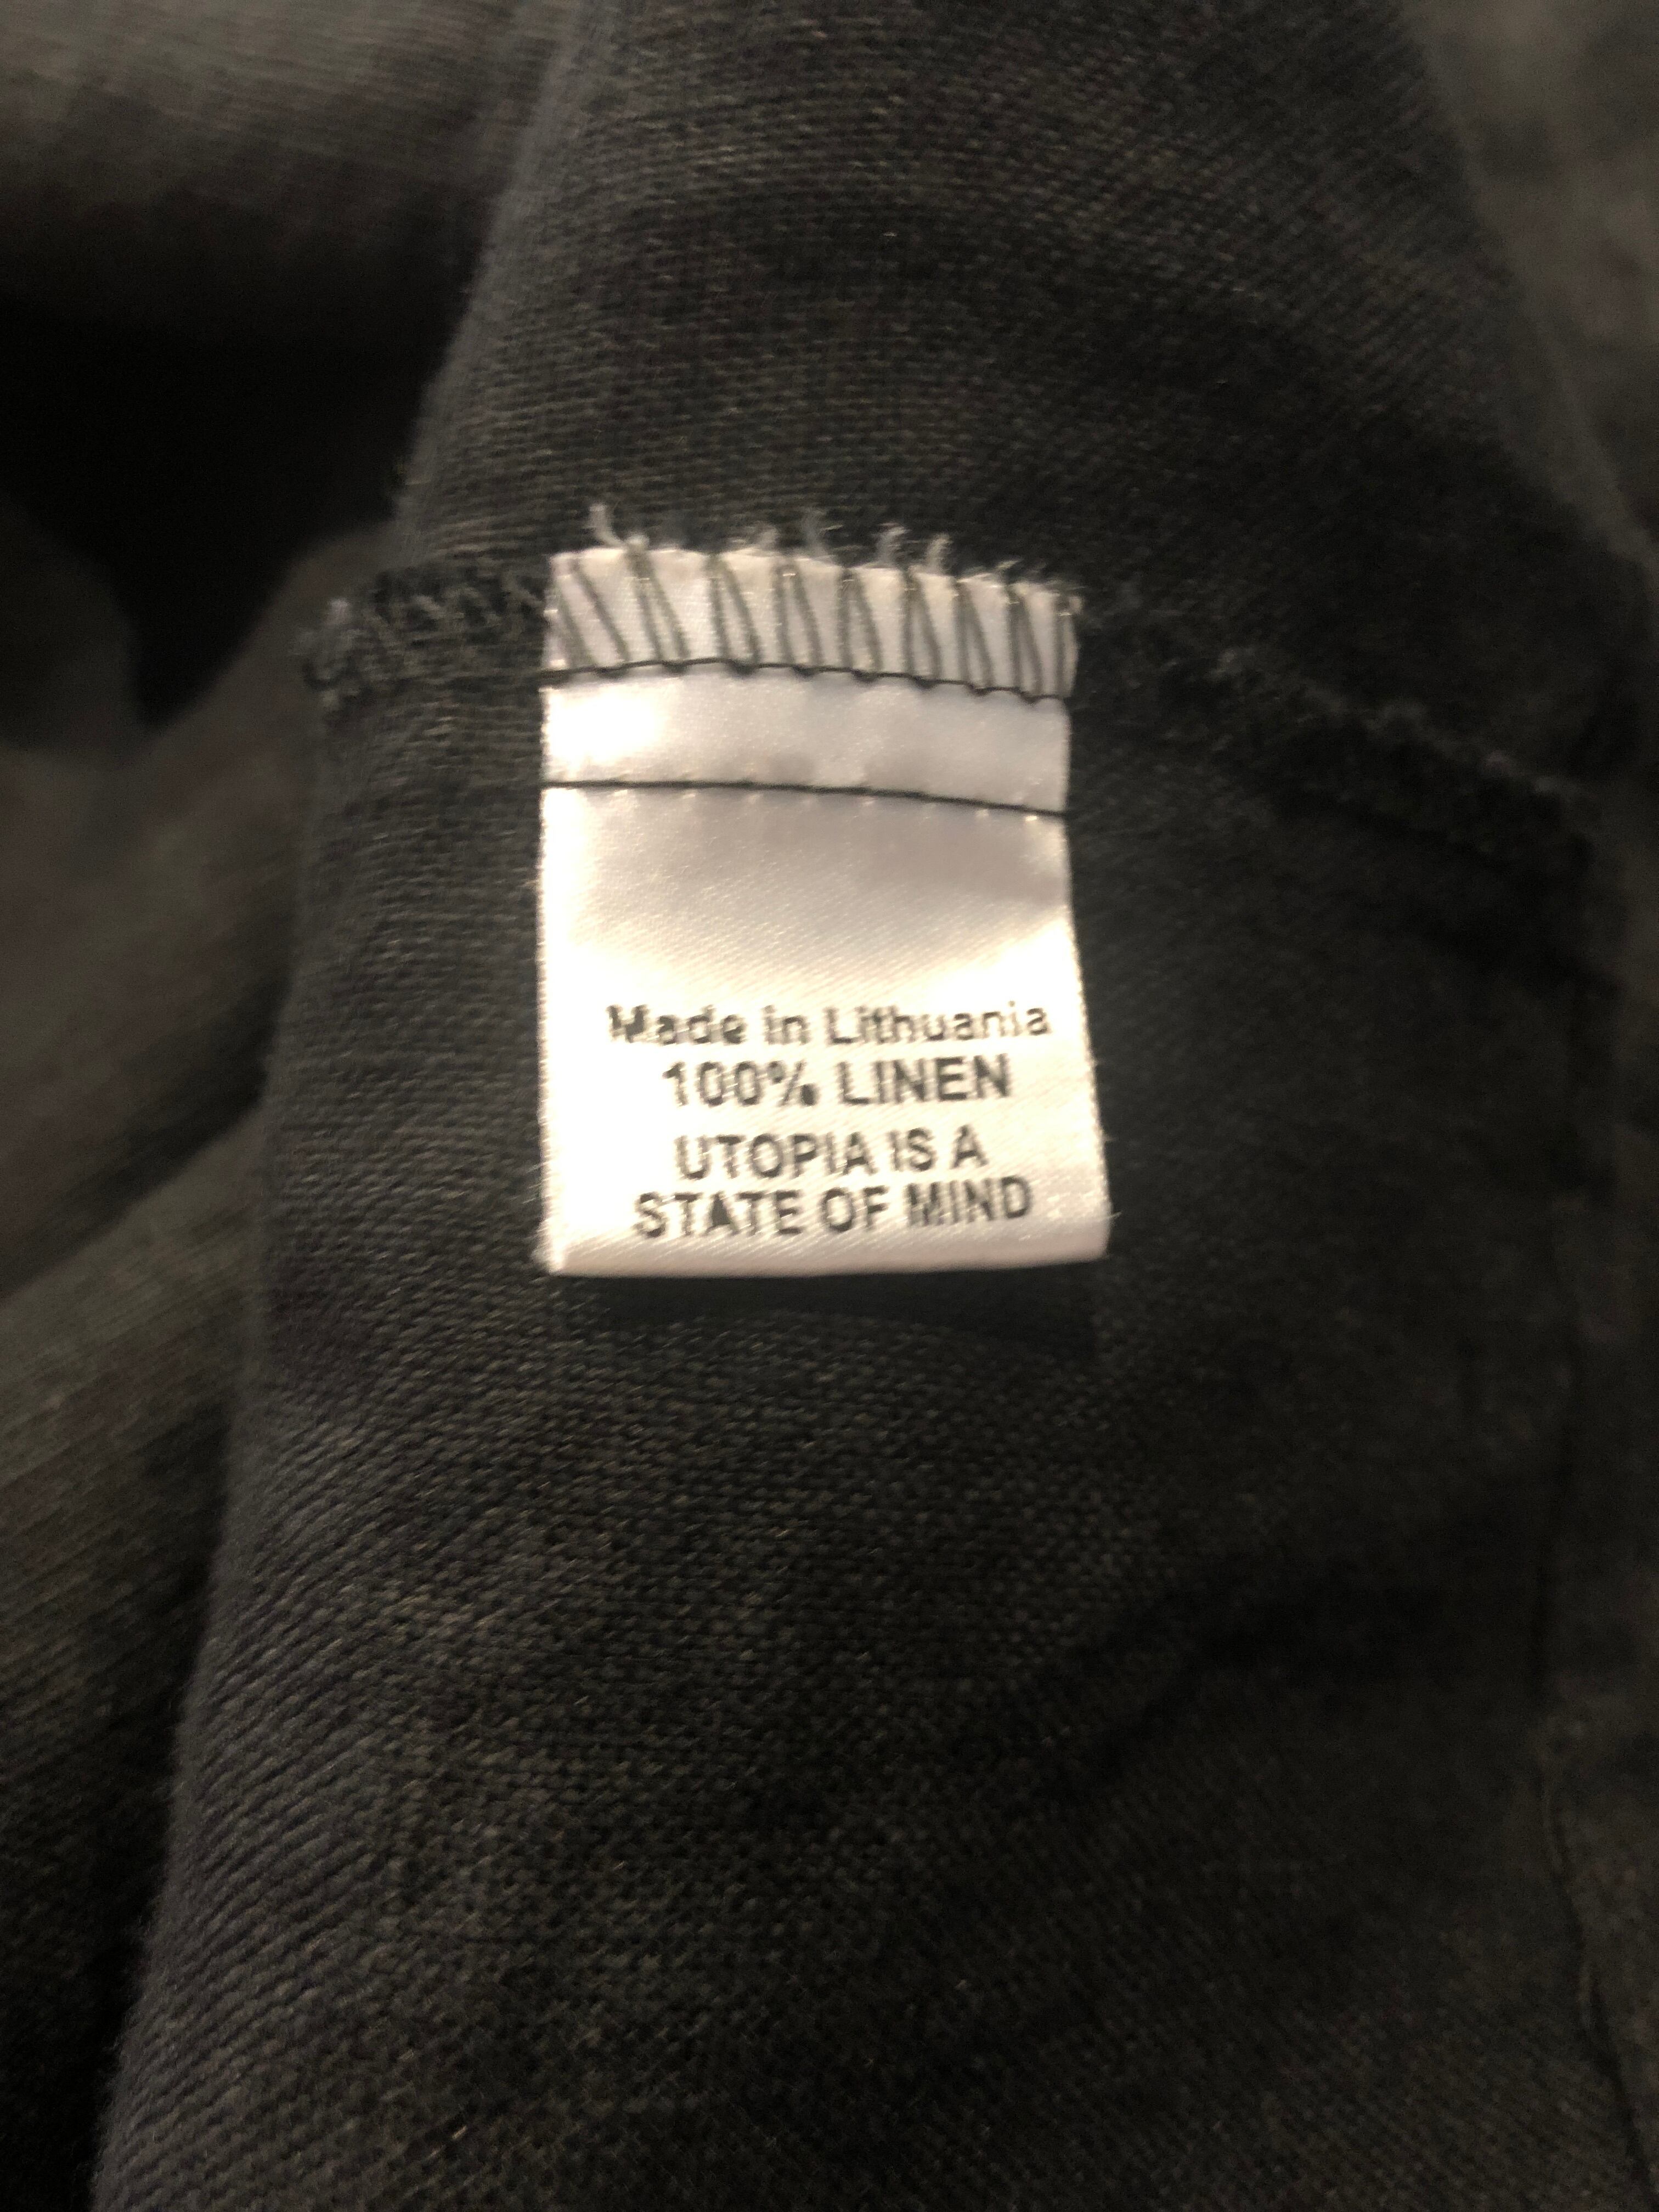 Made in Lithuania
100% LINEN
UTOPIA IS A
STATE OF MIND